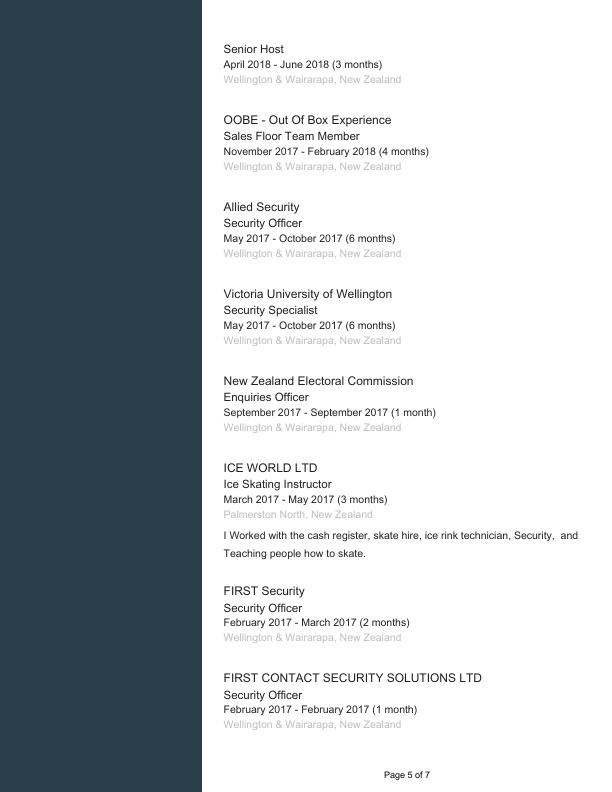 Senior Host
April 2018 - June 2018 (3 months)
Wellington & Wairarapa, New Zealand
OOBE - Out Of Box Experience
Sales Floor Team Member
November 2017 - February 2018 (4 months)
Wellington & Wairarapa, New Zealand
Allied Security
Security Officer
May 2017 - October 2017 (6 months)
Wellington & Wairarapa, New Zealand
Victoria University of Wellington
Security Specialist
May 2017 - October 2017 (6 months)
Wellington & Wairarapa, New Zealand
New Zealand Electoral Commission
Enquiries Officer
September 2017 - September 2017 (1 month)
Wellington & Wairarapa, New Zealand
ICE WORLD LTD
Ice Skating Instructor
March 2017 - May 2017 (3 months)
Palmerston North, New Zealand
I Worked with the cash register, skate hire, ice rink technician, Security,  and
Teaching people how to skate.
FIRST Security
Security Officer
February 2017 - March 2017 (2 months)
Wellington & Wairarapa, New Zealand
FIRST CONTACT SECURITY SOLUTIONS LTD
Security Officer
February 2017 - February 2017 (1 month)
Wellington & Wairarapa, New Zealand
Page 5 of 7